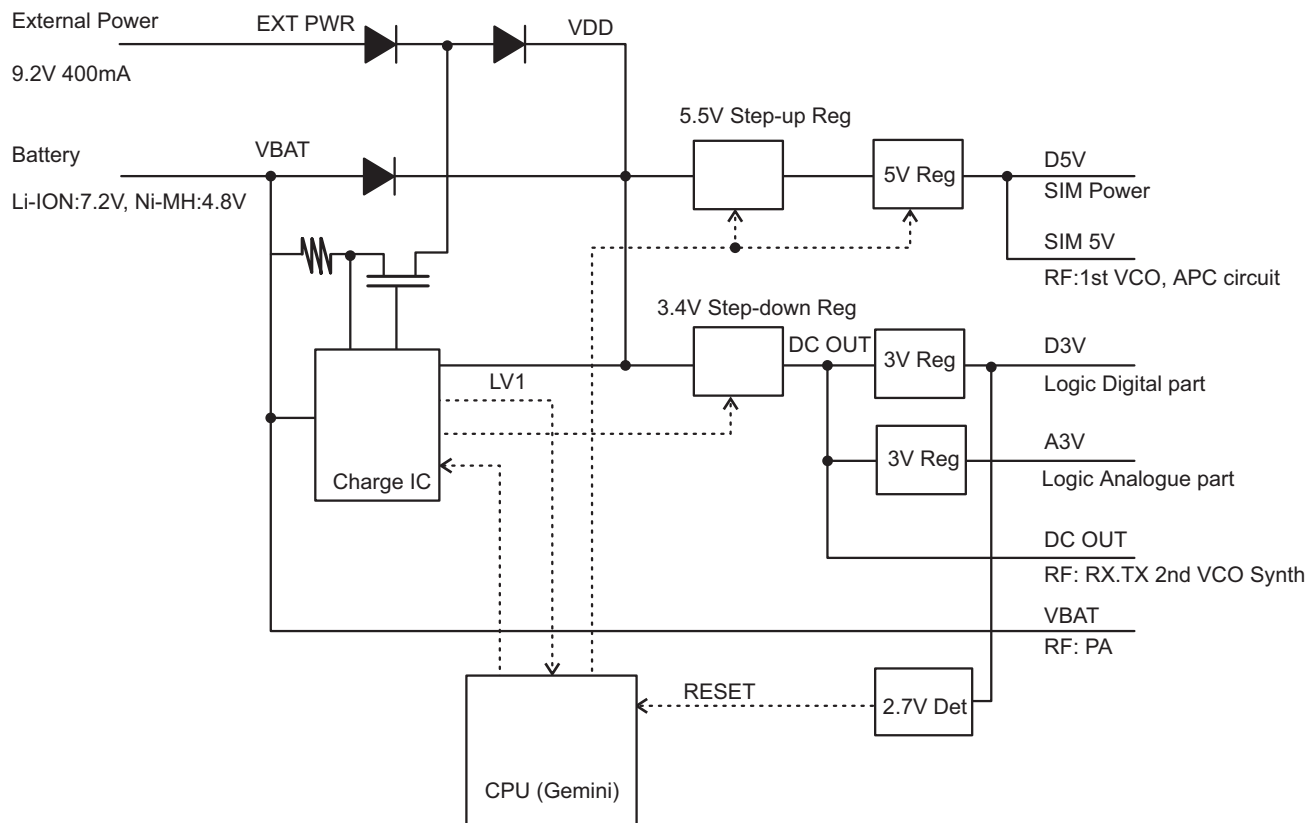 External Power
EXT PWR
VDD
9.2V 400mA
5.5V Step-up Reg
Battery
VBAT
5V Reg
D5V
SIM Power
Li-ION:7.2V, Ni-MH:4.8V
SIM 5V
RF:1st VCO, APC circuit
3.4V Step-down Reg
DC OUT
3V Reg
D3V
Logic Digital part
LV1
A3V
3V Reg
Logic Analogue part
Charge IC
DC OUT
RF: RX.TX 2nd VCO Synth
VBAT
RF: PA
RESET
2.7V Det
CPU (Gemini)